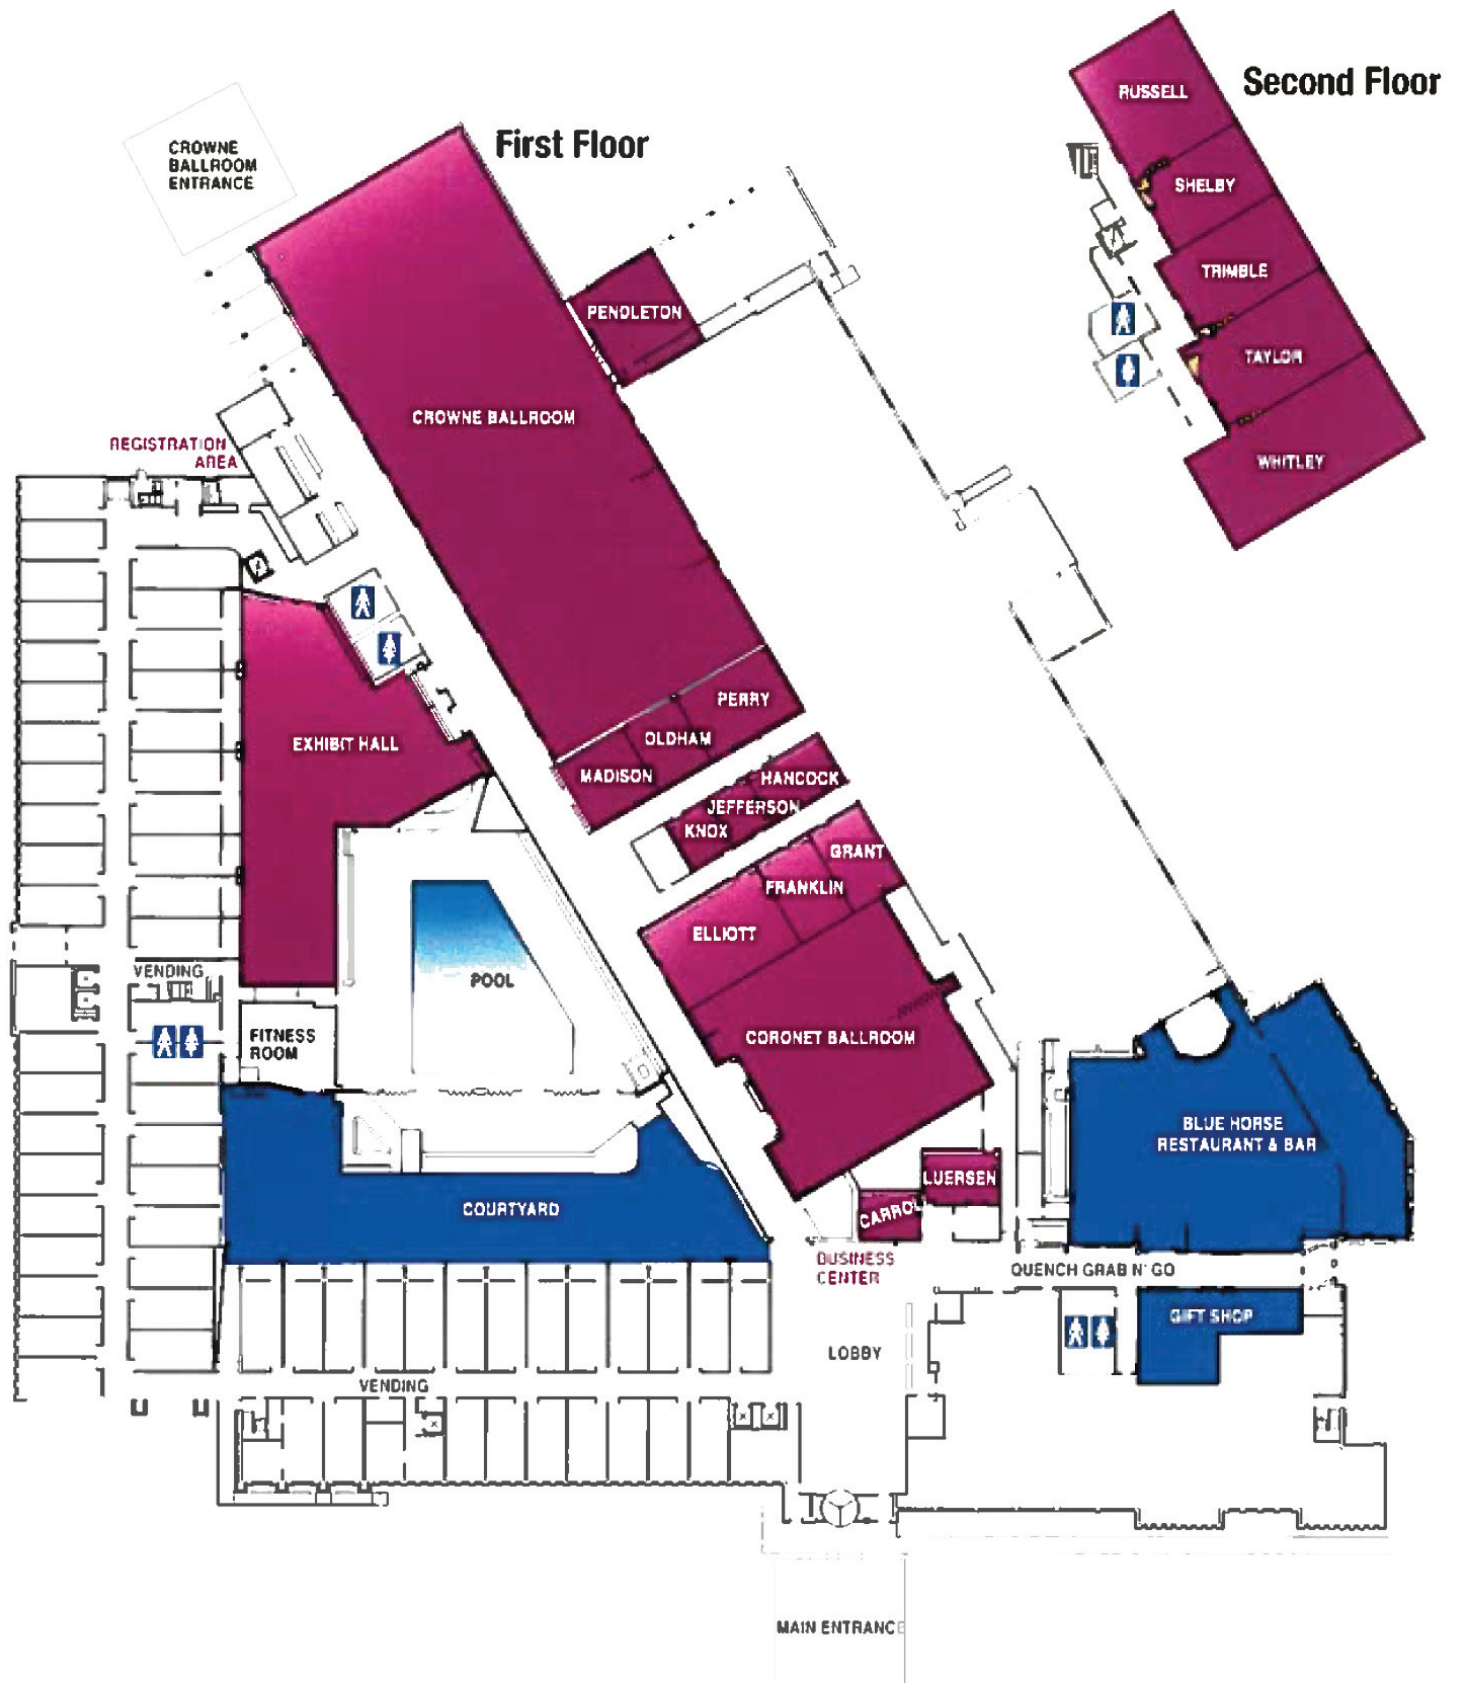 Second Floor
RUSSELL
SHELBY
TRIMBLE
TAYLOR
WHITLEY
First Floor
CROWNE
BALLROOM
ENTRANCE
PENDLETON
CROWNE BALLROOM
REGISTRATION
AREA
PERRY
OLDHAM
MADISON
EXHIBIT HALL
HANCOCK
JEFFERSON
KNOX
GRANT
FRANKLIN
ELLIOTT
VENDING
POOL
FITNESS
ROOM
CORONET BALLROOM
BLUE HORSE
RESTAURANT & BAR
LUERSEN
CARROL
COURTYARD
BUSINESS
CENTER
QUENCH GRAB N' GO
GIFT SHOP
LOBBY
VENDING
MAIN ENTRANCE